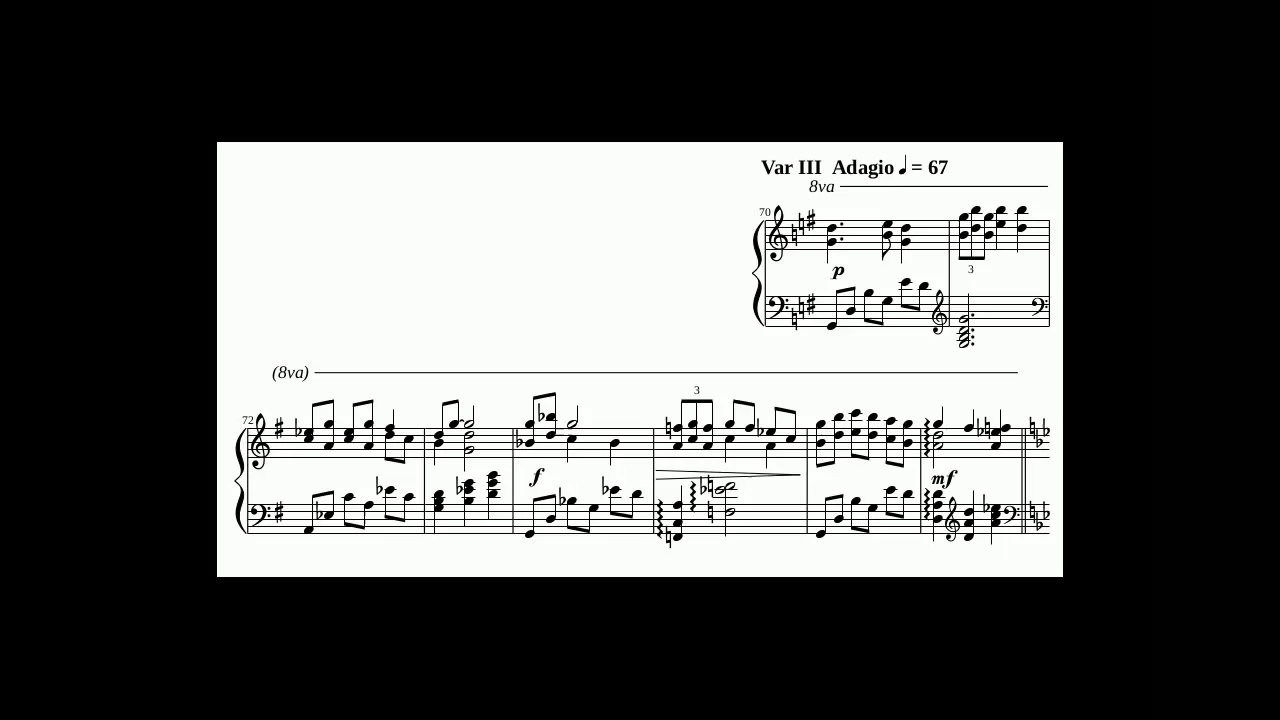 Var III Adagio ♩ = 67
8va
70
p
3
(8va)
3
72
f
mf